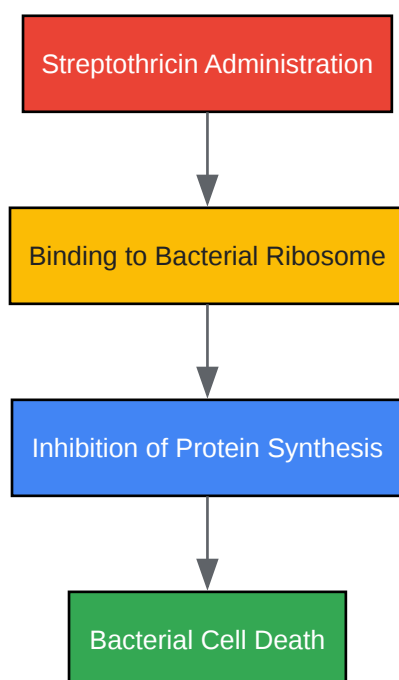 Streptothricin Administration
Binding to Bacterial Ribosome
Inhibition of Protein Synthesis
Bacterial Cell Death